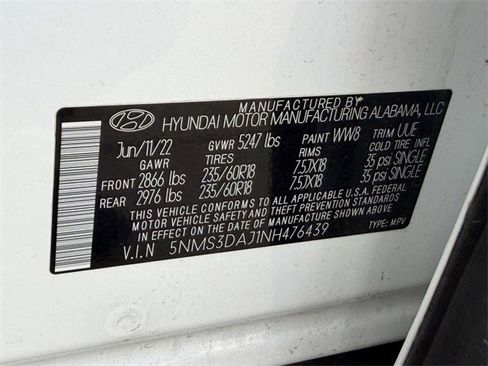 MANUFACTURED BY
HYUNDAI MOTOR MANUFACTURING ALABAMA, LLC
Jun/11/22 GVWR 5247 lbs PAINT WW8 TRIM UUE
GAWR TIRES RIMS COLD TIRE INFL
FRONT 2866 lbs 235/60R18 7.5JX18 35 psi SINGLE
REAR 2976 lbs 235/60R18 7.5JX18 35 psi SINGLE
THIS VEHICLE CONFORMS TO ALL APPLICABLE U.S.A. FEDERAL
MOTOR VEHICLE SAFETY AND THEFT PREVENTION STANDARDS IN EFFECT ON
THE DATE OF MANUFACTURE SHOWN ABOVE.
V.I.N 5NMS3DAJ1NH476439 TYPE: MPV